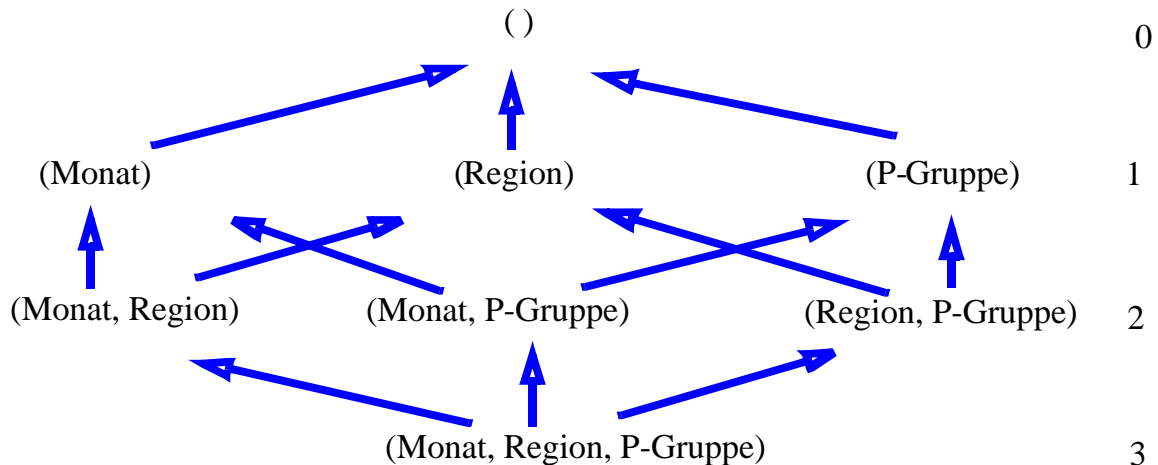 () 0
(Monat) (Region) (P-Gruppe) 1
(Monat, Region) (Monat, P-Gruppe) (Region, P-Gruppe) 2
(Monat, Region, P-Gruppe) 3